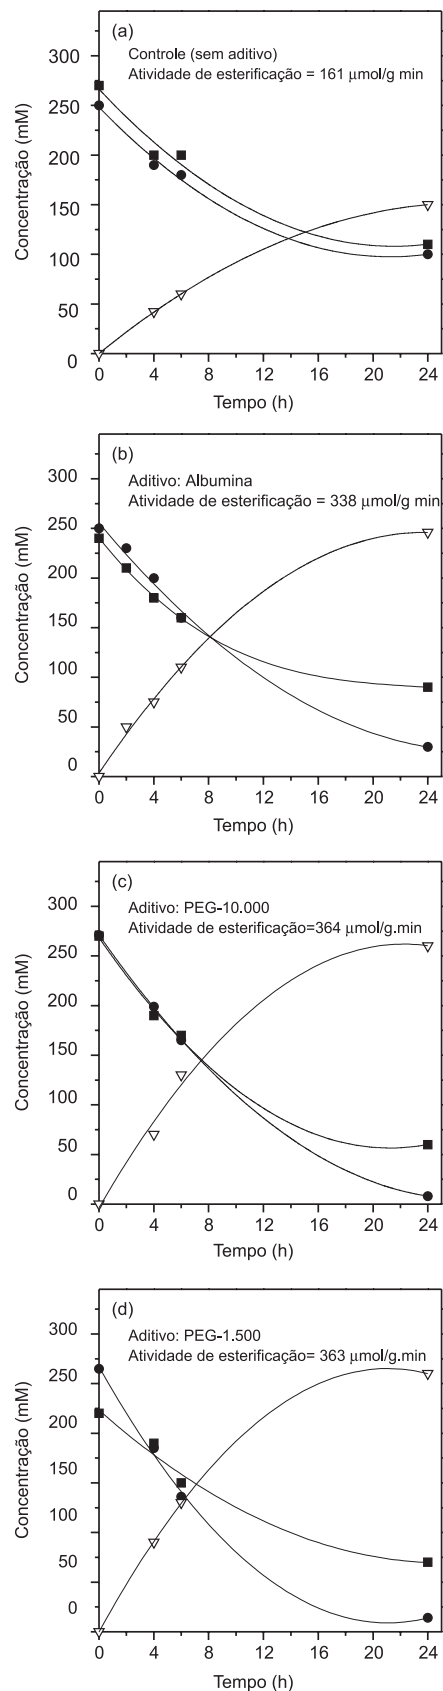 (a)
Controle (sem aditivo)
Atividade de esterificação = 161 μmol/g min
Concentração (mM)
300
250
200
150
100
50
0
0 4 8 12 16 20 24
Tempo (h)
(b)
Aditivo: Albumina
Atividade de esterificação = 338 μmol/g min
Concentração (mM)
300
250
200
150
100
50
0
0 4 8 12 16 20 24
Tempo (h)
(c)
Aditivo: PEG-10.000
Atividade de esterificação=364 μmol/g.min
Concentração (mM)
300
250
200
150
100
50
0
0 4 8 12 16 20 24
Tempo (h)
(d)
Aditivo: PEG-1.500
Atividade de esterificação= 363 μmol/g.min
Concentração (mM)
300
250
200
150
100
50
0
0 4 8 12 16 20 24
Tempo (h)